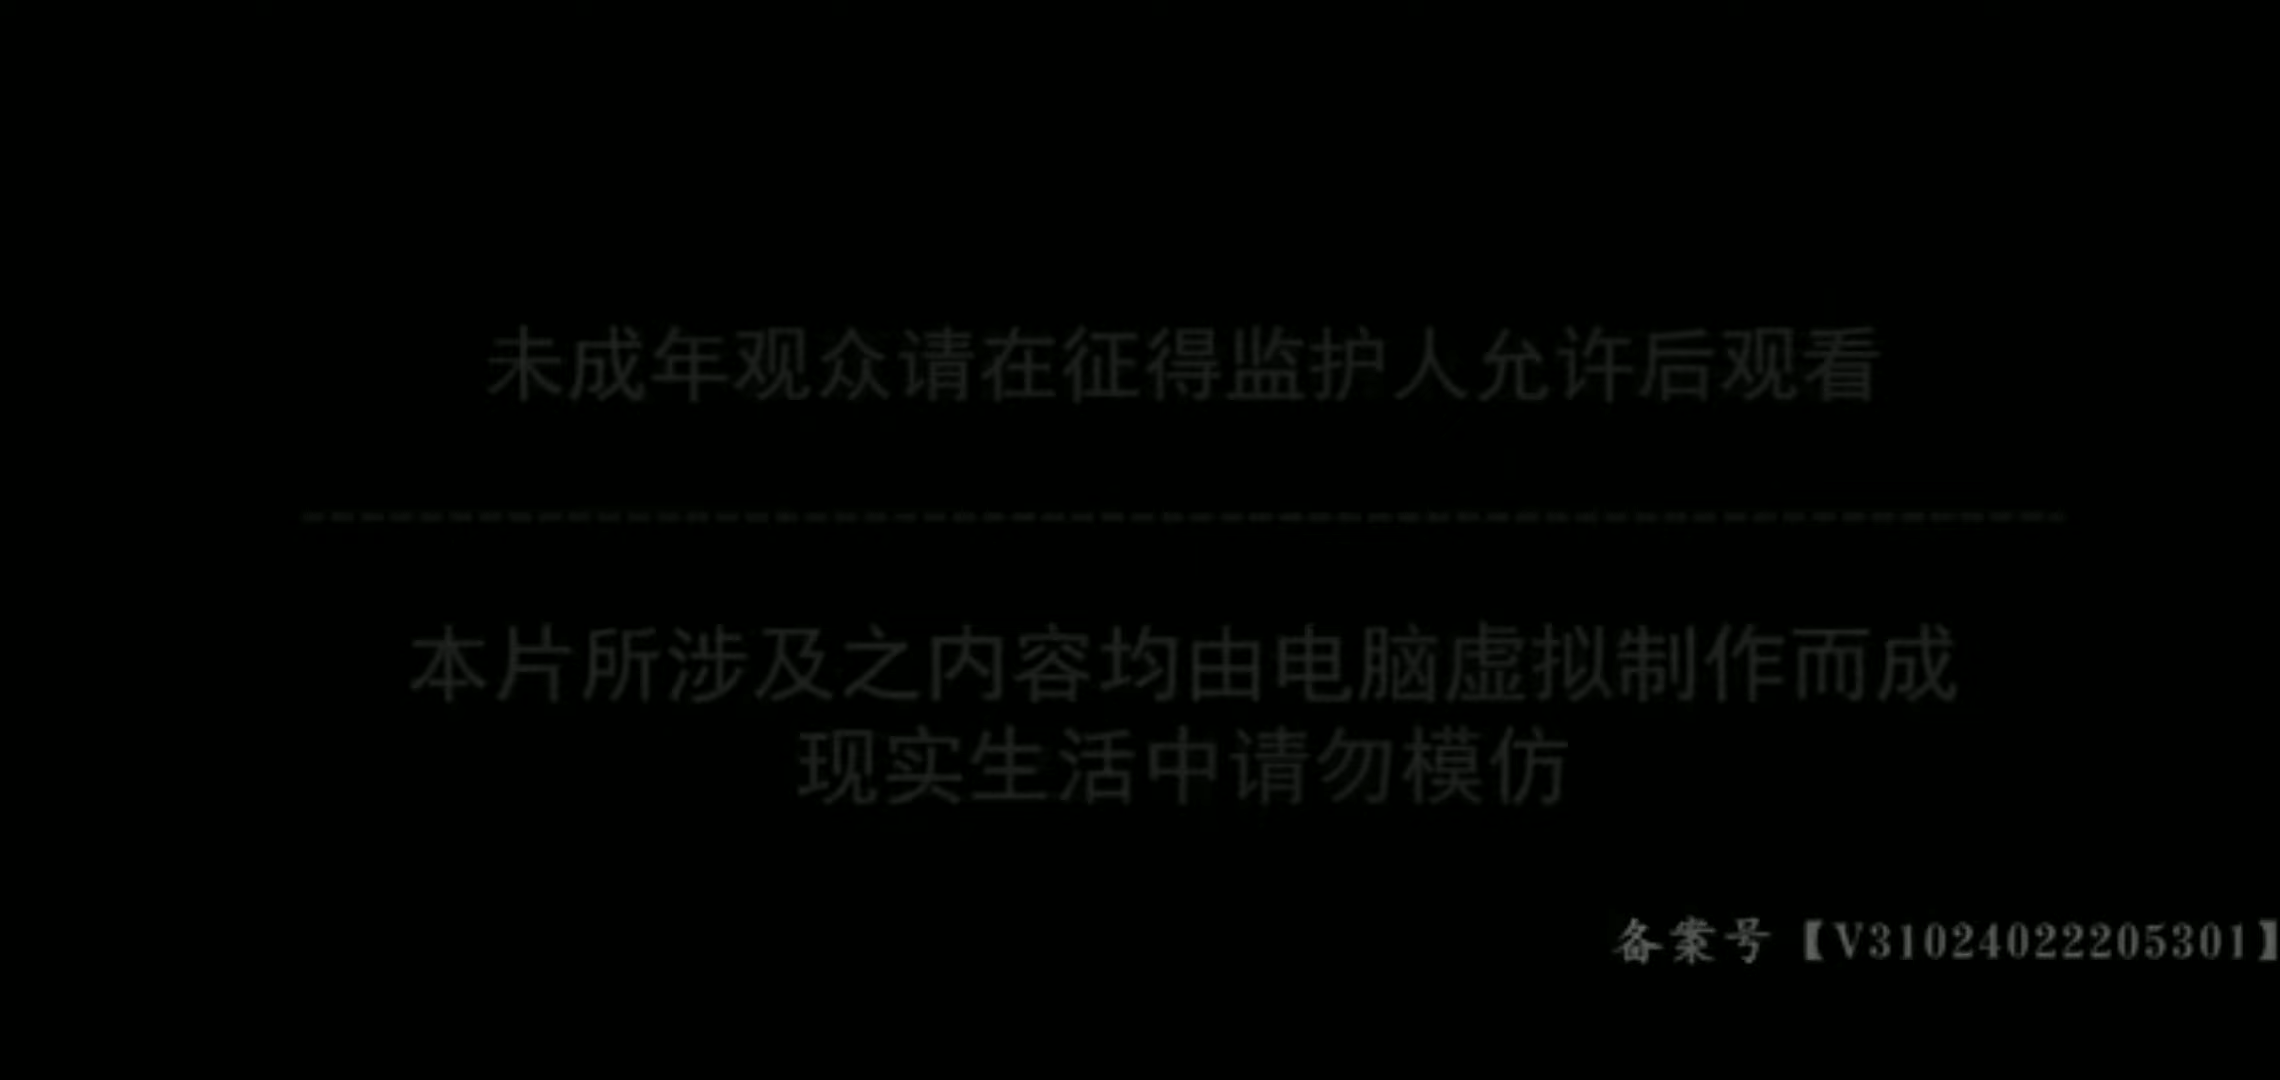 未成年观众请在征得监护人允许后观看
本片所涉及之内容均由电脑虚拟制作而成
现实生活中请勿模仿
备案号【V31024022205301】